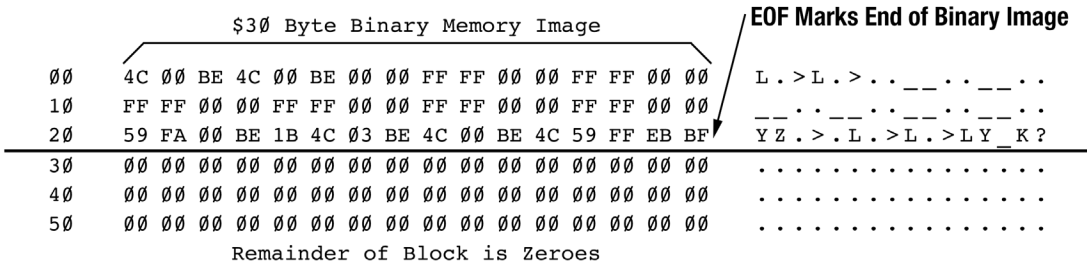 EOF Marks End of Binary Image
$3Ø Byte Binary Memory Image
ØØ 4C ØØ BE 4C ØØ BE ØØ ØØ FF FF ØØ ØØ FF FF ØØ ØØ L.>L.>..__..__..
1Ø FF FF ØØ ØØ FF FF ØØ ØØ FF FF ØØ ØØ FF FF ØØ ØØ __..__..__..__..
2Ø 59 FA ØØ BE 1B 4C Ø3 BE 4C ØØ BE 4C 59 FF EB BF YZ.>.L.>L.>LY_K?
3Ø ØØ ØØ ØØ ØØ ØØ ØØ ØØ ØØ ØØ ØØ ØØ ØØ ØØ ØØ ØØ ØØ ................
4Ø ØØ ØØ ØØ ØØ ØØ ØØ ØØ ØØ ØØ ØØ ØØ ØØ ØØ ØØ ØØ ØØ ................
5Ø ØØ ØØ ØØ ØØ ØØ ØØ ØØ ØØ ØØ ØØ ØØ ØØ ØØ ØØ ØØ ØØ ................
Remainder of Block is Zeroes